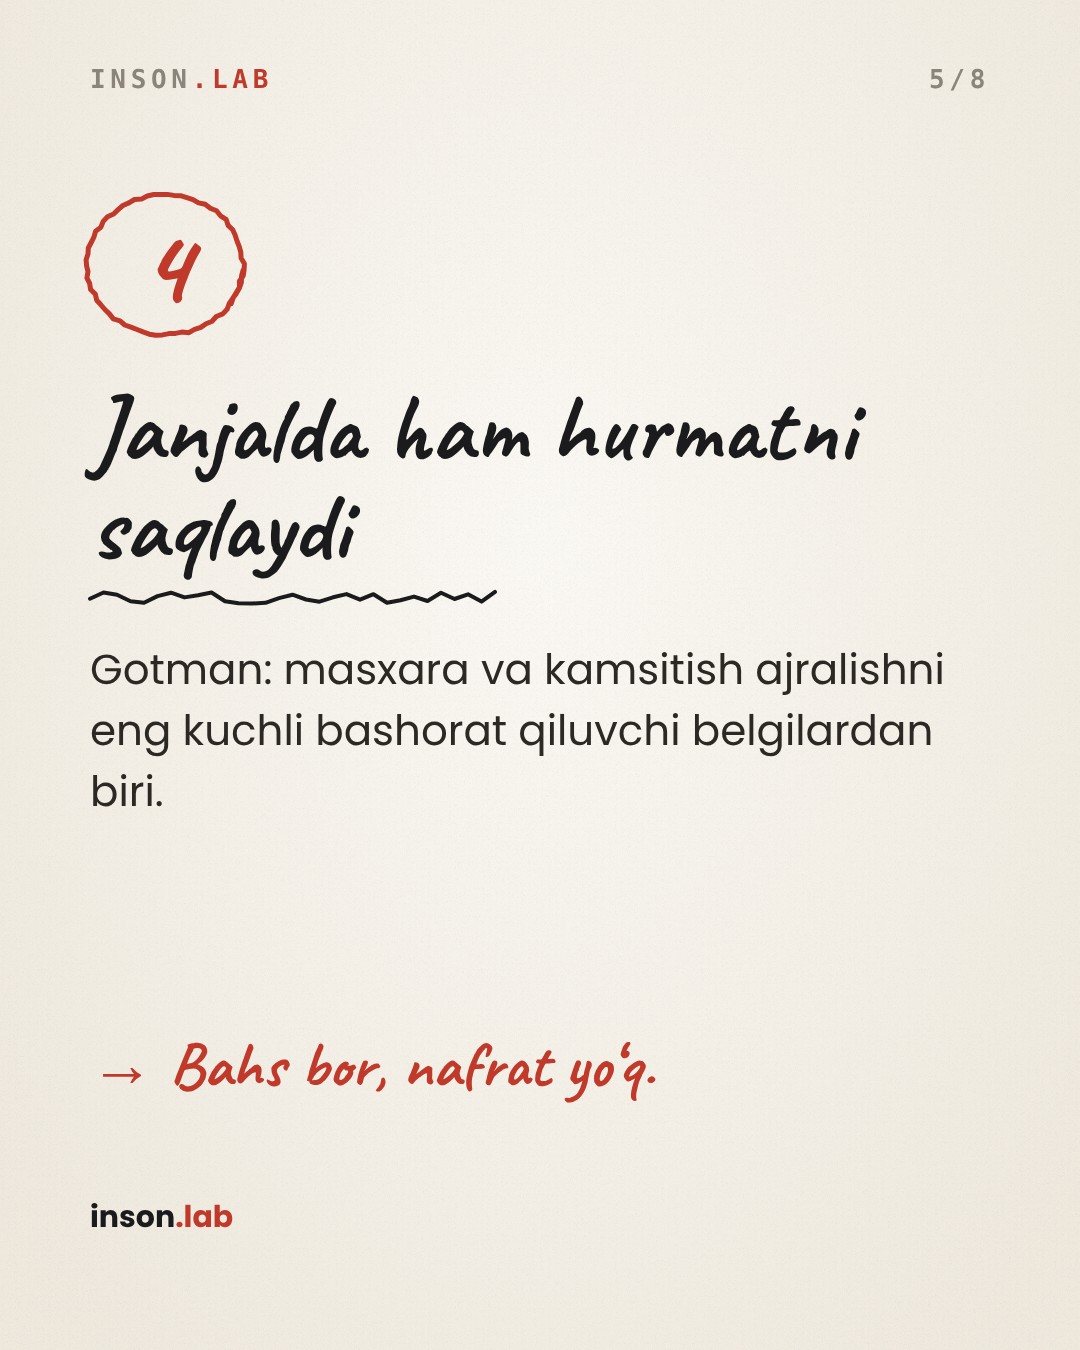 INSON.LAB
5/8
4
Janjalda ham hurmatni
saqlaydi
Gotman: masxara va kamsitish ajralishni
eng kuchli bashorat qiluvchi belgilardan
biri.
→ Bahs bor, nafrat yo‘q.
inson.lab